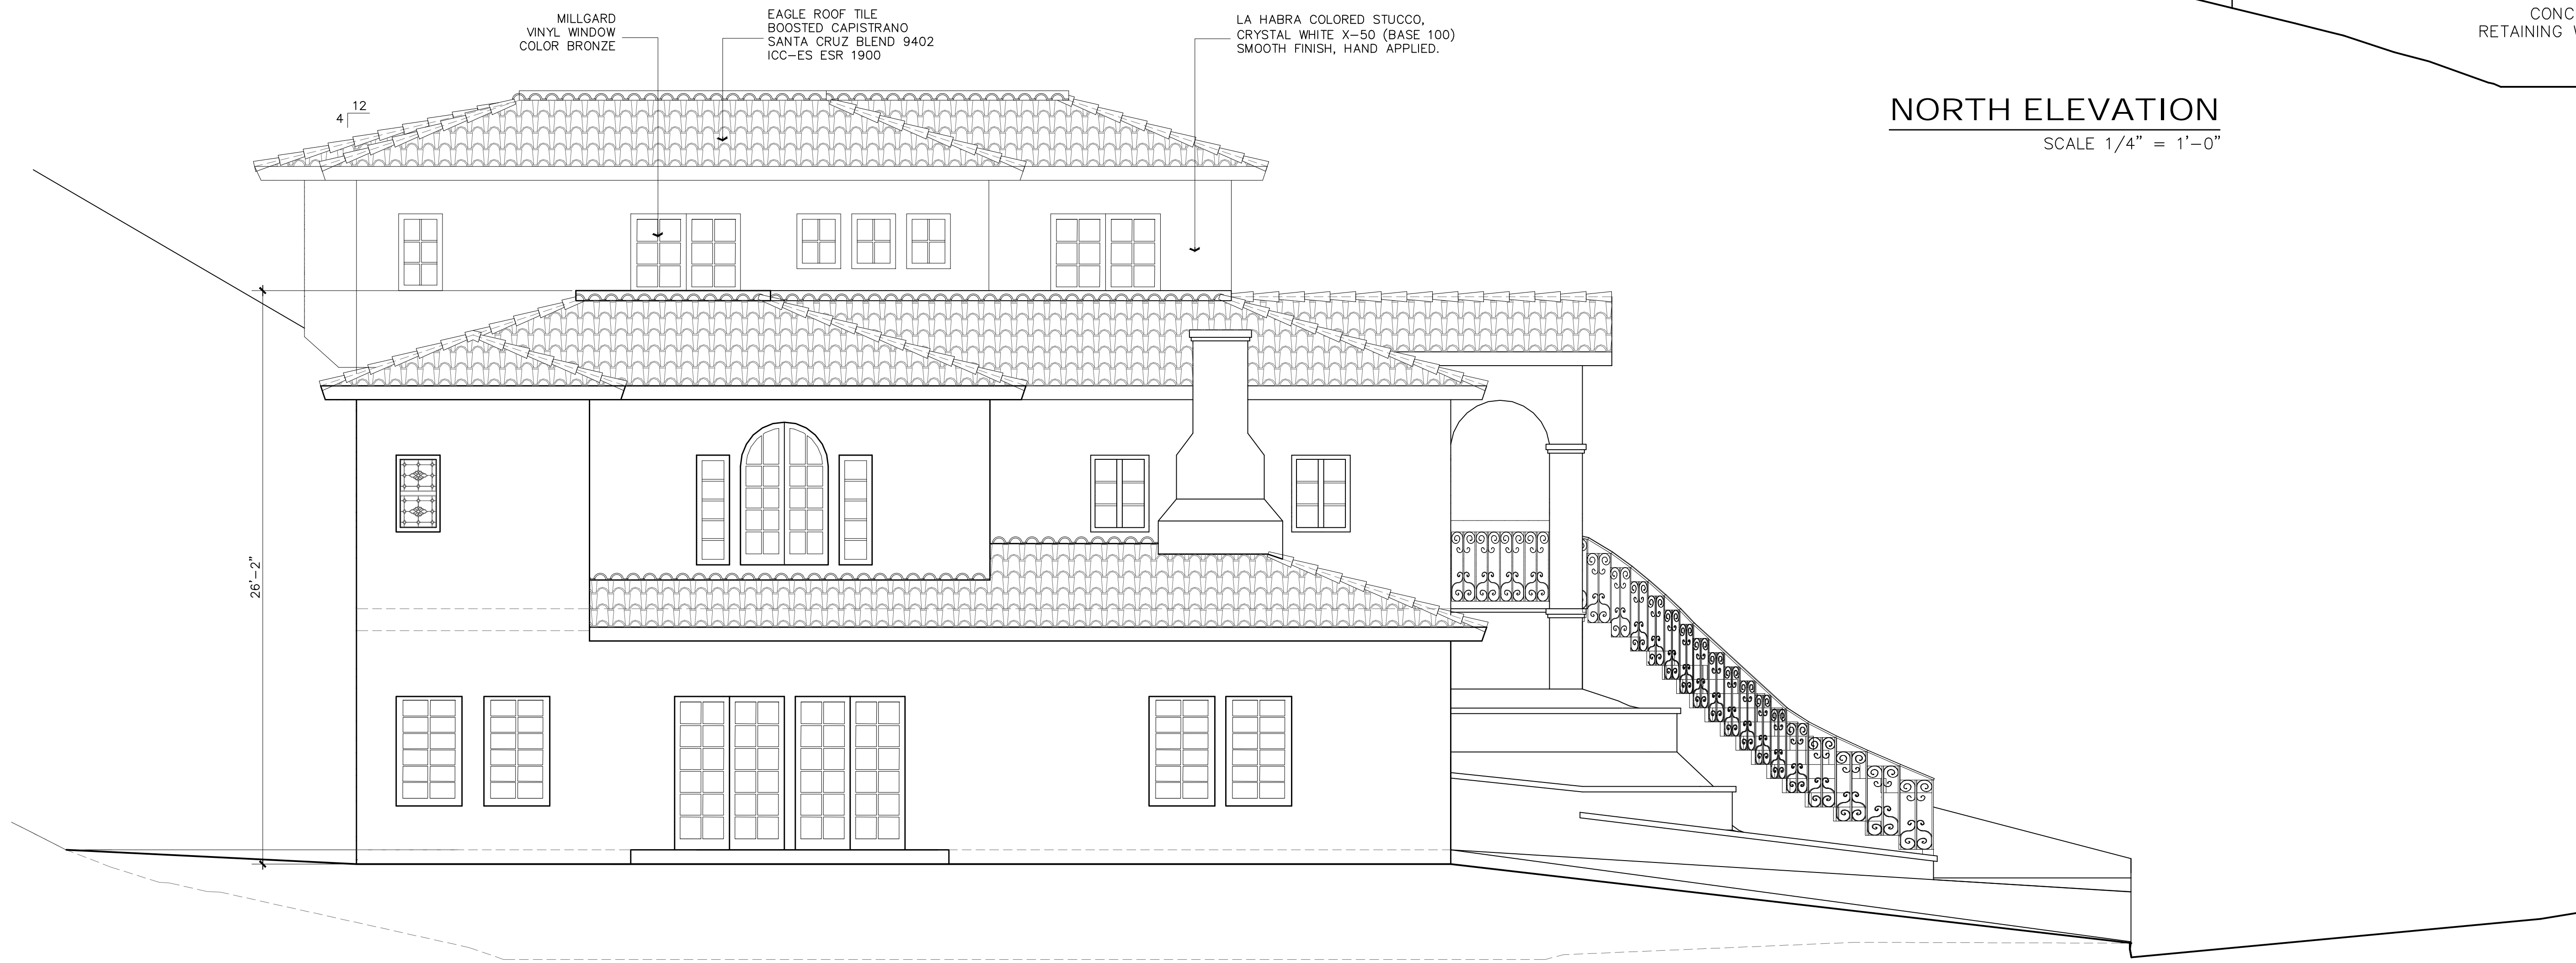 MILLGARD
VINYL WINDOW
COLOR BRONZE
EAGLE ROOF TILE
BOOSTED CAPISTRANO
SANTA CRUZ BLEND 9402
ICC-ES ESR 1900
LA HABRA COLORED STUCCO,
CRYSTAL WHITE X-50 (BASE 100)
SMOOTH FINISH, HAND APPLIED.
CONC
RETAINING W
NORTH ELEVATION
SCALE 1/4" = 1'-0"
12
4
26'-2"